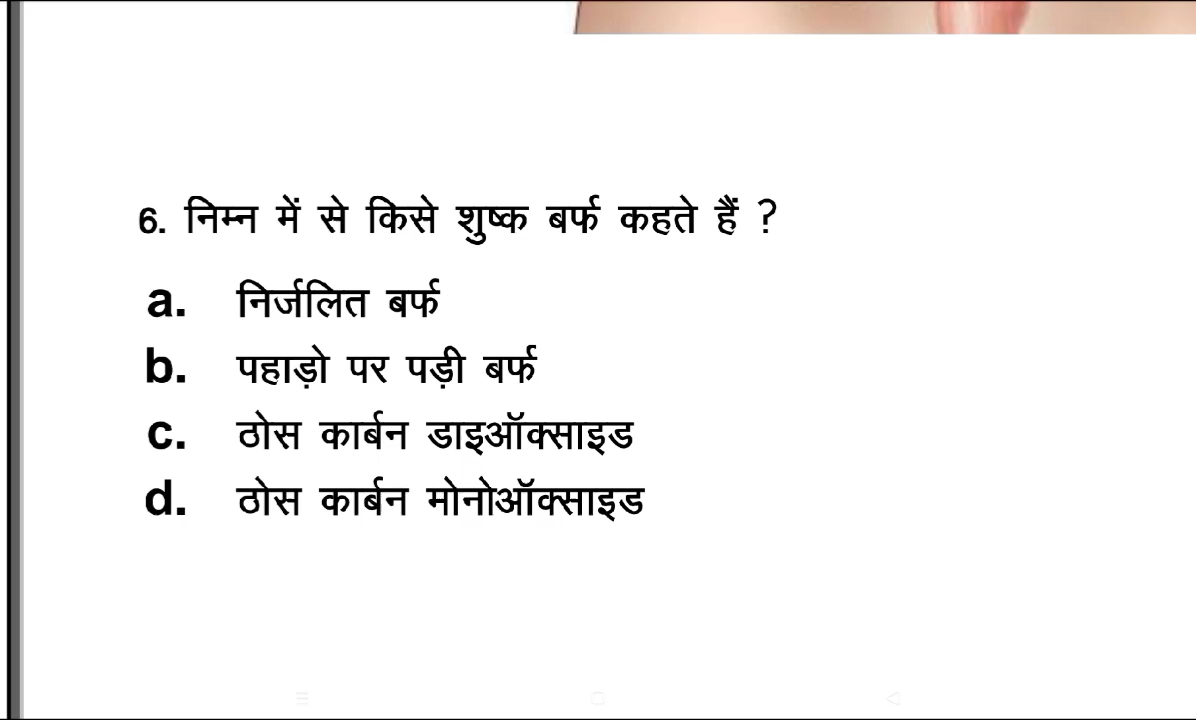 6. निम्न में से किसे शुष्क बर्फ कहते हैं ?
a. निर्जलित बर्फ
b. पहाड़ो पर पड़ी बर्फ
c. ठोस कार्बन डाइऑक्साइड
d. ठोस कार्बन मोनोऑक्साइड